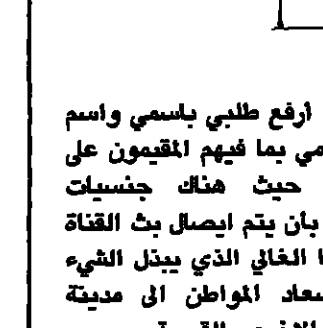 أرفع طلبي باسمي واسم
مي بما فيهم المقيمون على
حيث هناك جنسيات
بأن يتم ايصال بث القناة
ا الغالي الذي يبذل الشيء
سعاد المواطن الى مدينة